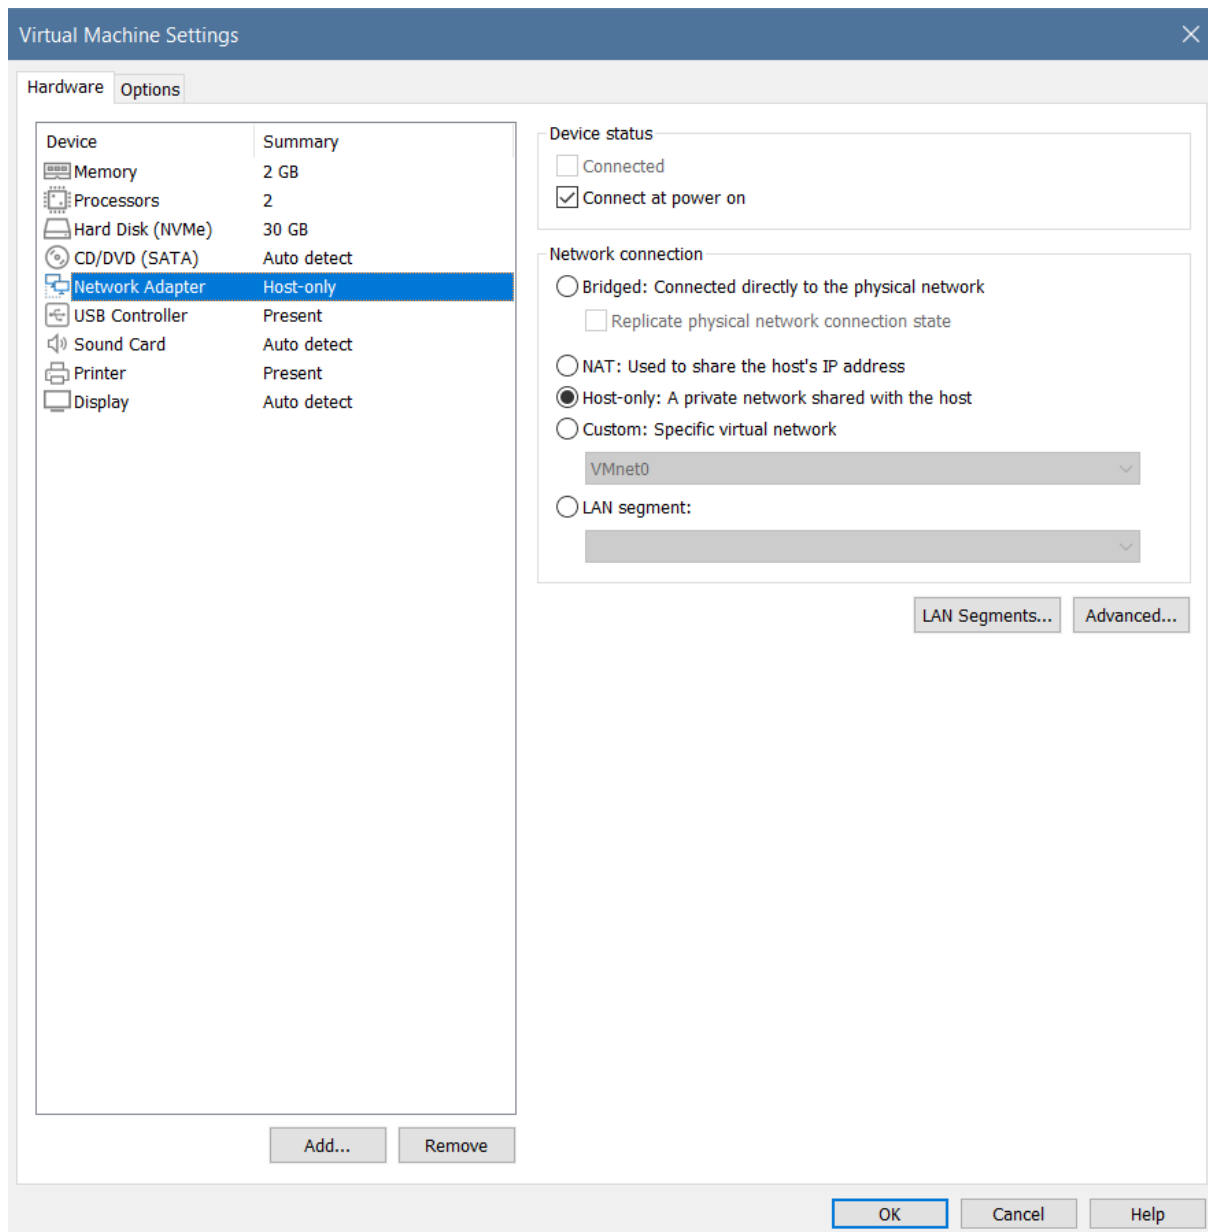 Virtual Machine Settings
Hardware
Options
Device Summary
Memory 2 GB
Processors 2
Hard Disk (NVMe) 30 GB
CD/DVD (SATA) Auto detect
Network Adapter Host-only
USB Controller Present
Sound Card Auto detect
Printer Present
Display Auto detect
Add...
Remove
Device status
Connected
Connect at power on
Network connection
Bridged: Connected directly to the physical network
Replicate physical network connection state
NAT: Used to share the host's IP address
Host-only: A private network shared with the host
Custom: Specific virtual network
VMnet0
LAN segment:
LAN Segments...
Advanced...
OK
Cancel
Help